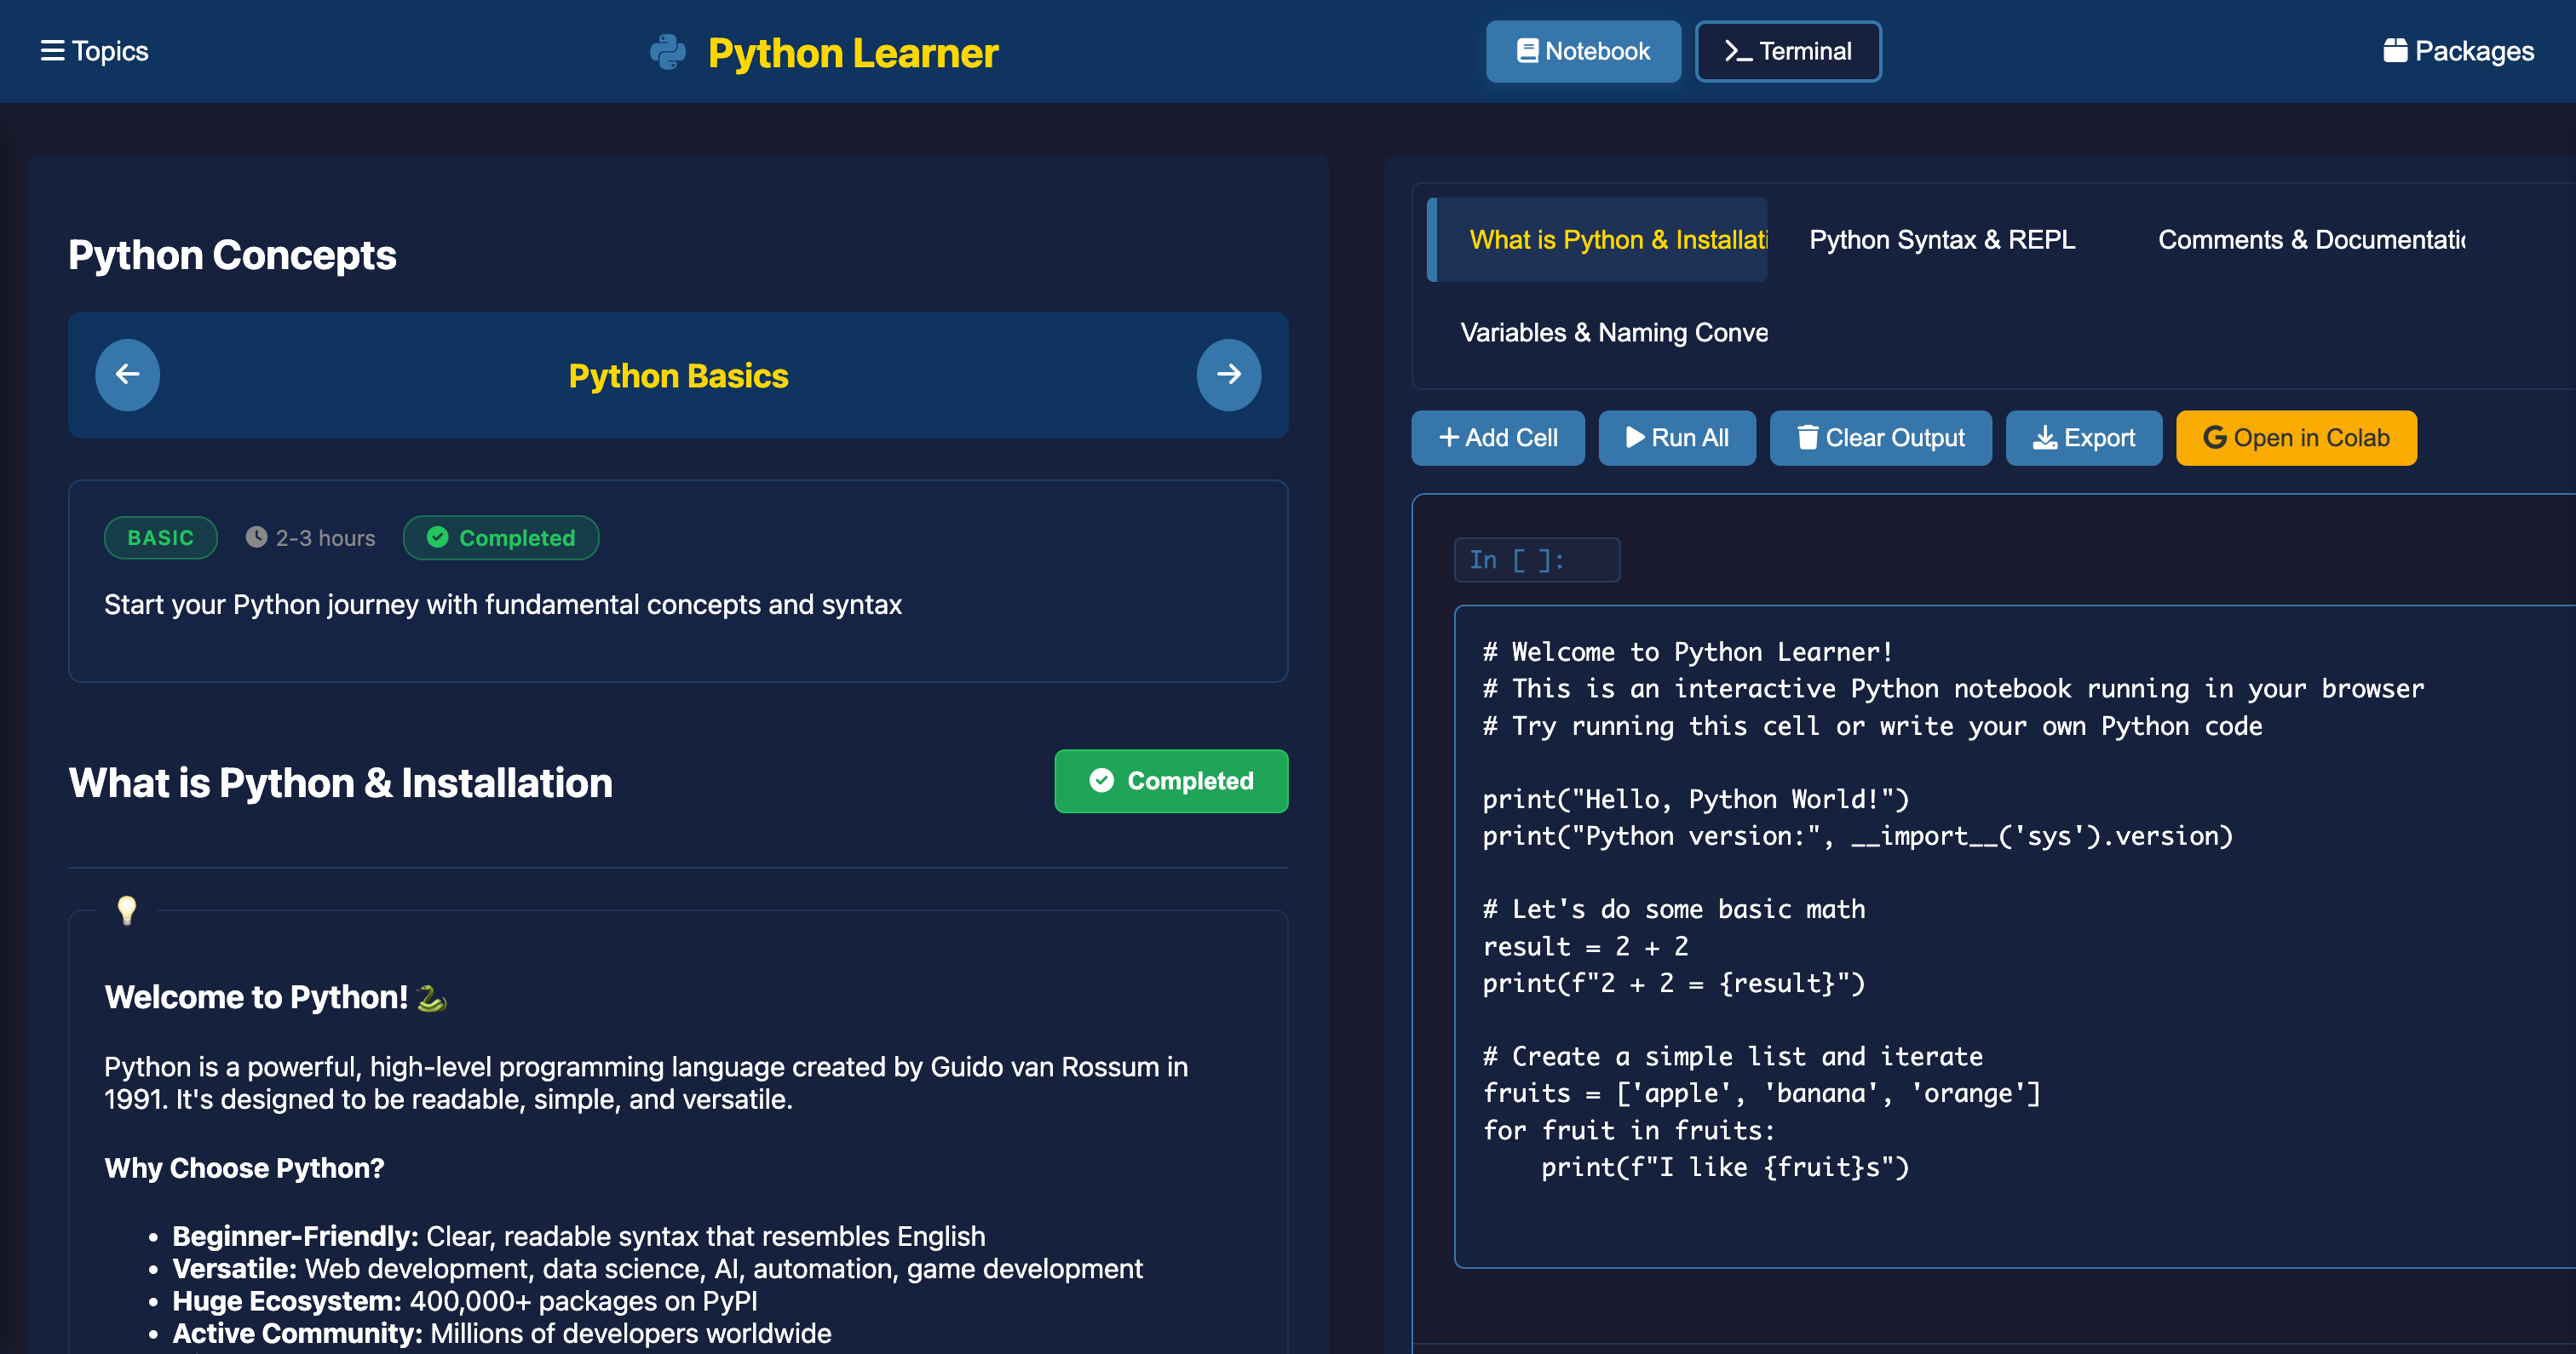 Topics
Python Learner
Notebook
Terminal
Packages
Python Concepts
Python Basics
BASIC
2-3 hours
Completed
Start your Python journey with fundamental concepts and syntax
What is Python & Installation
Completed
Welcome to Python! 🐍
Python is a powerful, high-level programming language created by Guido van Rossum in
1991. It's designed to be readable, simple, and versatile.
Why Choose Python?
• Beginner-Friendly: Clear, readable syntax that resembles English
• Versatile: Web development, data science, AI, automation, game development
• Huge Ecosystem: 400,000+ packages on PyPI
• Active Community: Millions of developers worldwide
What is Python & Installati
Python Syntax & REPL
Comments & Documentatic
Variables & Naming Conve
Add Cell
Run All
Clear Output
Export
Open in Colab
In [ ]:
# Welcome to Python Learner!
# This is an interactive Python notebook running in your browser
# Try running this cell or write your own Python code
print("Hello, Python World!")
print("Python version:", __import__('sys').version)
# Let's do some basic math
result = 2 + 2
print(f"2 + 2 = {result}")
# Create a simple list and iterate
fruits = ['apple', 'banana', 'orange']
for fruit in fruits:
    print(f"I like {fruit}s")